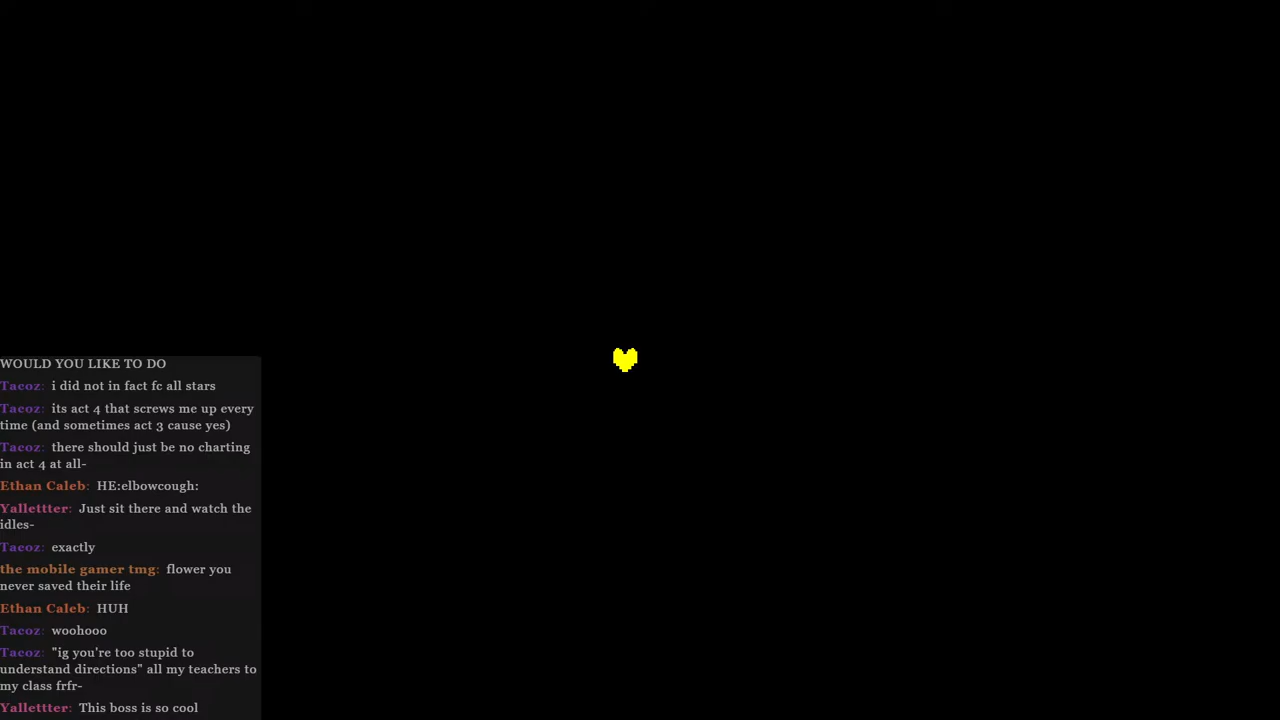 WOULD YOU LIKE TO DO
Tacoz: i did not in fact fc all stars
Tacoz: its act 4 that screws me up every
time (and sometimes act 3 cause yes)
Tacoz: there should just be no charting
in act 4 at all-
Ethan Caleb: HE:elbowcough:
Yallettter: Just sit there and watch the
idles-
Tacoz: exactly
the mobile gamer tmg: flower you
never saved their life
Ethan Caleb: HUH
Tacoz: woohooo
Tacoz: "ig you're too stupid to
understand directions" all my teachers to
my class frfr-
Yallettter: This boss is so cool